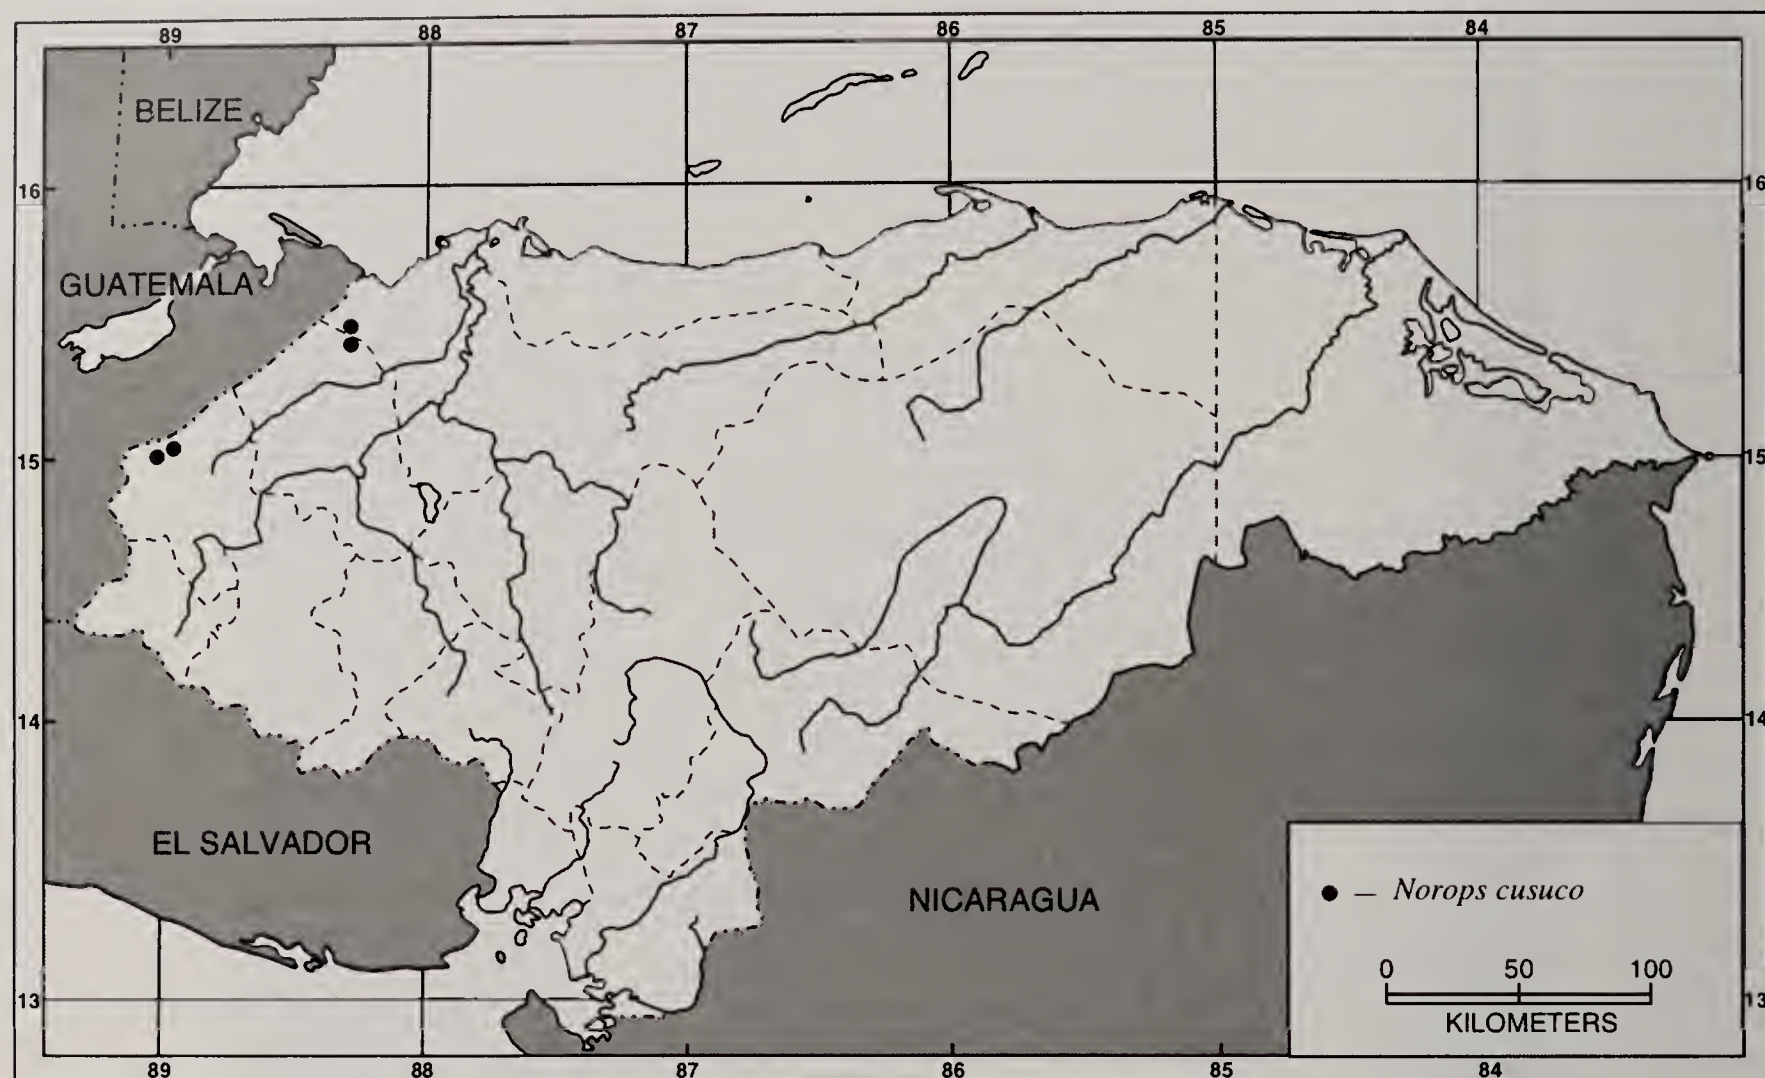 89 88 87 86 85 84
BELIZE
16 16
GUATEMALA
15 15
14 14
EL SALVADOR
NICARAGUA
● — Norops cusuco
0 50 100
KILOMETERS
13 13
89 88 87 86 85 84